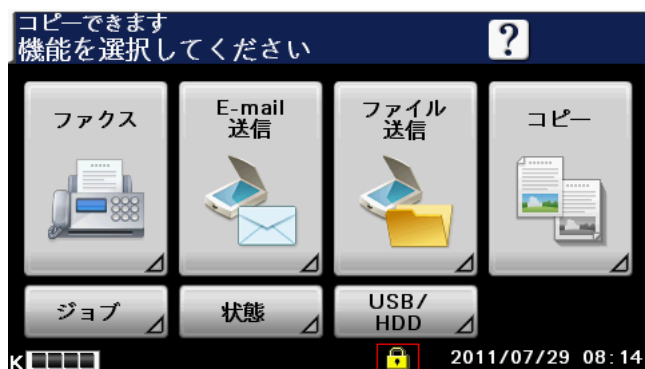 コピーできます
機能を選択してください
?
ファクス
E-mail
送信
ファイル
送信
コピー
ジョブ
状態
USB/
HDD
K
2011/07/29 08:14